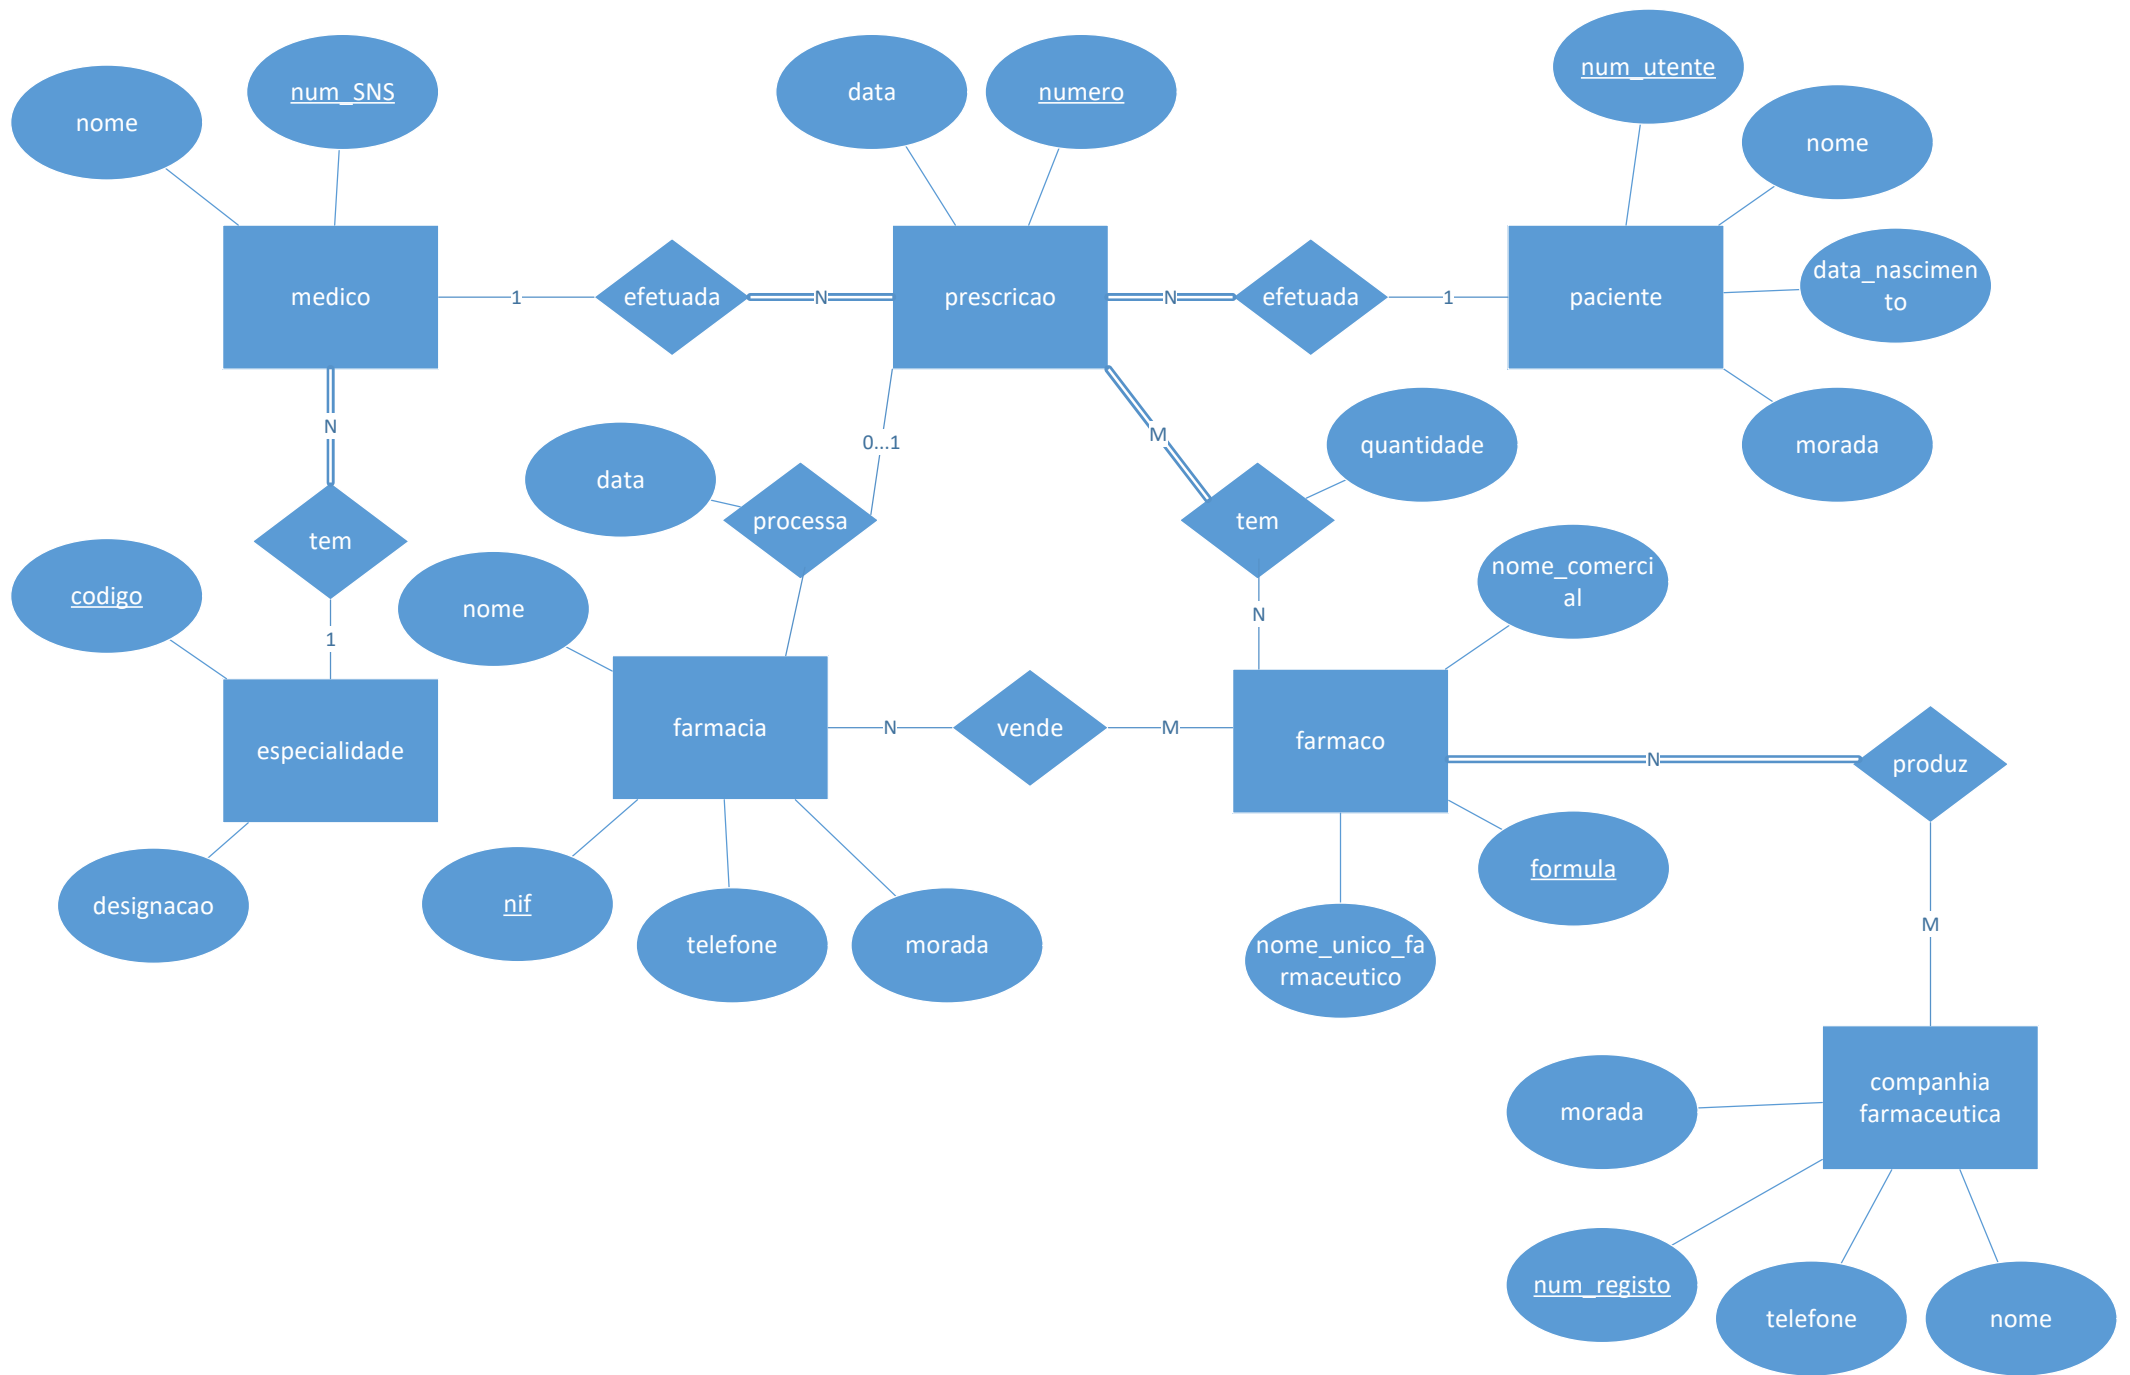 num_utente
num_SNS
data
numero
nome
nome
data_nascimen
to
medico
1
efetuada
N
prescricao
N
efetuada
1
paciente
N
0...1
M
quantidade
morada
data
processa
tem
tem
nome_comerci
al
codigo
nome
N
1
farmacia
N
vende
M
farmaco
especialidade
N
produz
formula
designacao
nif
telefone
morada
nome_unico_fa
rmaceutico
M
companhia
farmaceutica
morada
num_registo
telefone
nome